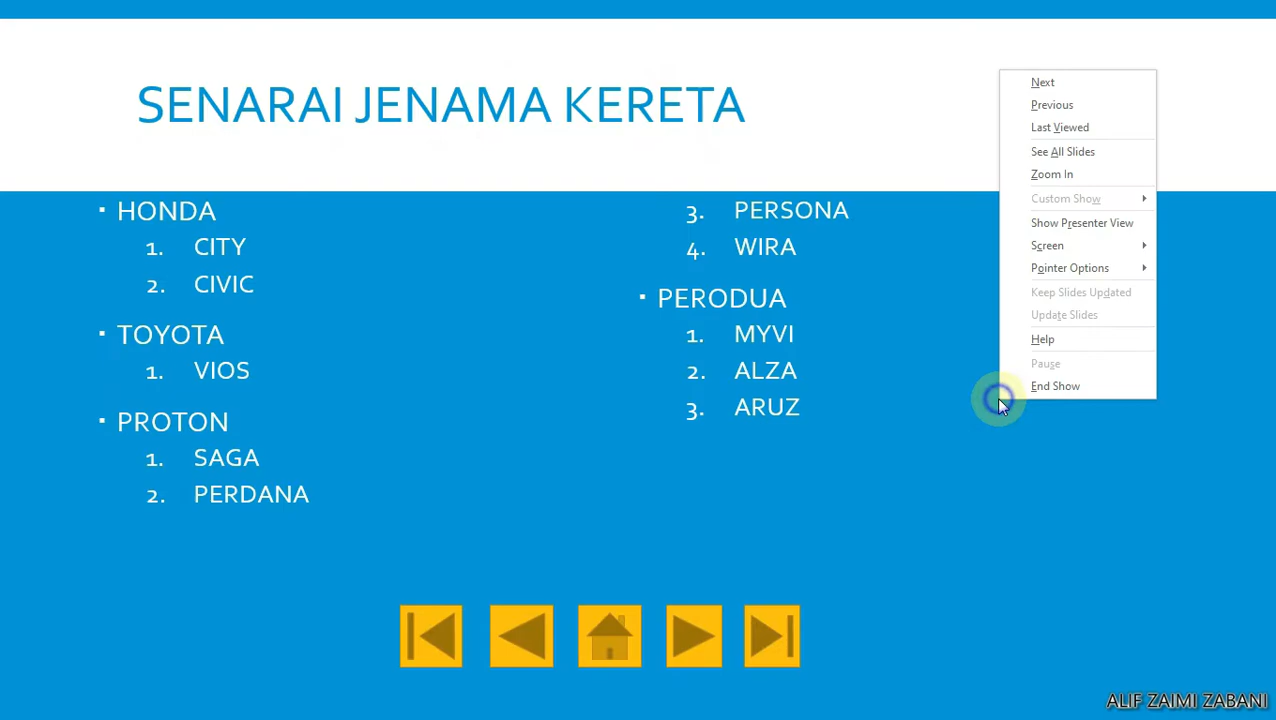 SENARAI JENAMA KERETA
▪ HONDA
1. CITY
2. CIVIC
▪ TOYOTA
1. VIOS
▪ PROTON
1. SAGA
2. PERDANA
3. PERSONA
4. WIRA
▪ PERODUA
1. MYVI
2. ALZA
3. ARUZ
Next
Previous
Last Viewed
See All Slides
Zoom In
Custom Show
Show Presenter View
Screen
Pointer Options
Keep Slides Updated
Update Slides
Help
Pause
End Show
ALIF ZAIMI ZABANI